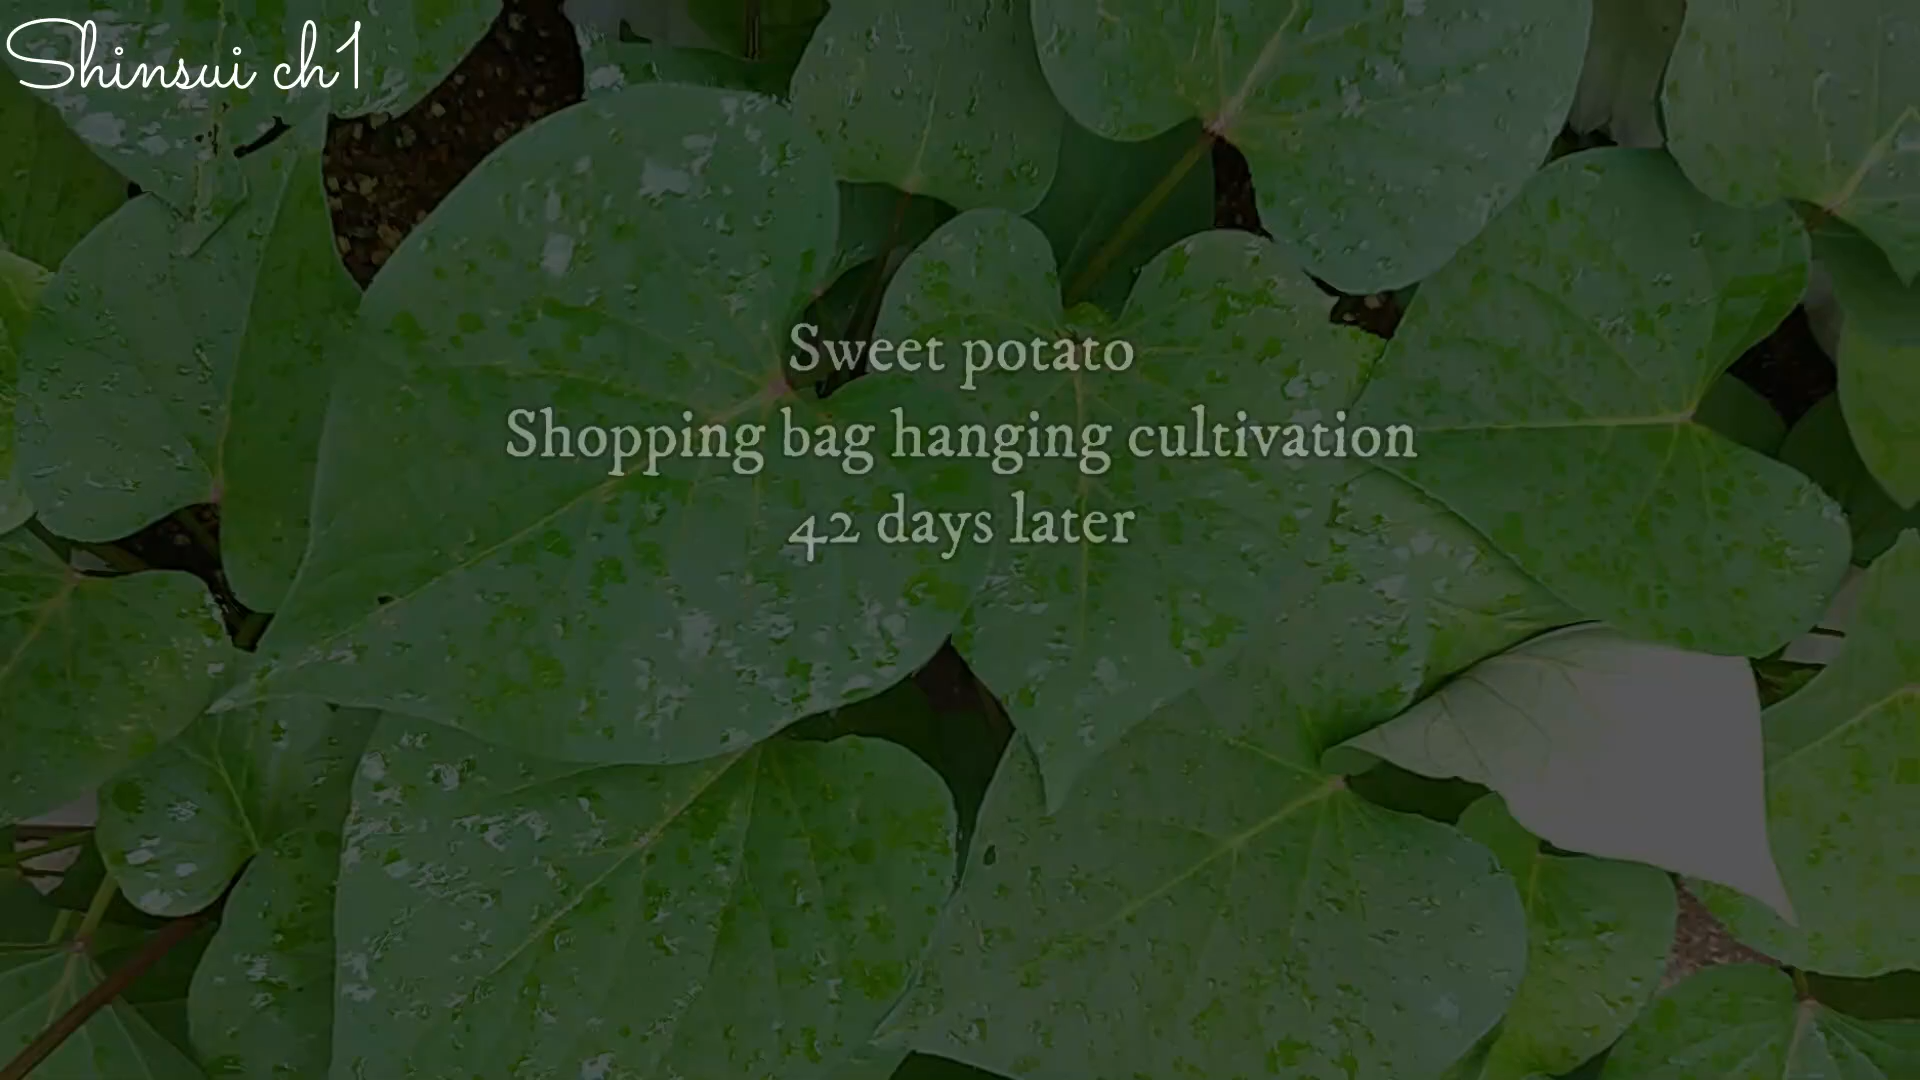 Shinsui ch1
Sweet potato
Shopping bag hanging cultivation
42 days later